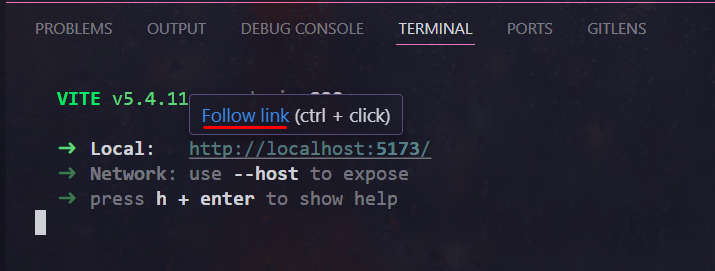 PROBLEMS OUTPUT DEBUG CONSOLE TERMINAL PORTS GITLENS
VITE v5.4.11
Follow link (ctrl + click)
➜ Local: http://localhost:5173/
➜ Network: use --host to expose
➜ press h + enter to show help